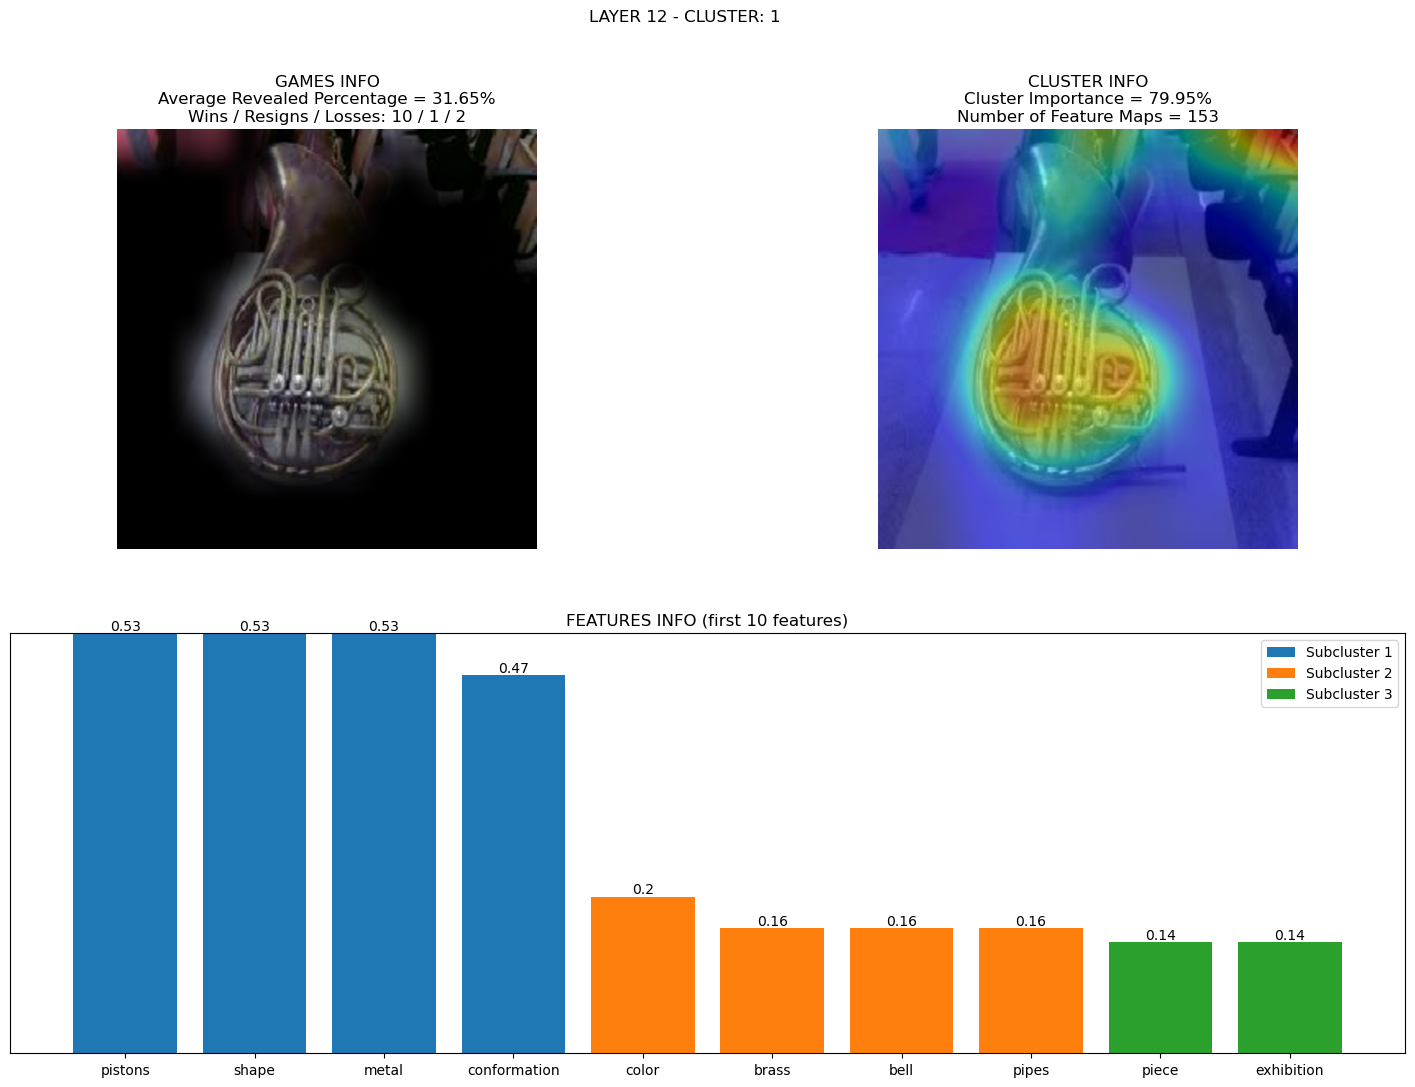 LAYER 12 - CLUSTER: 1
GAMES INFO
Average Revealed Percentage = 31.65%
Wins / Resigns / Losses: 10 / 1 / 2
CLUSTER INFO
Cluster Importance = 79.95%
Number of Feature Maps = 153
FEATURES INFO (first 10 features)
0.53 0.53 0.53 0.47 0.2 0.16 0.16 0.16 0.14 0.14
Subcluster 1
Subcluster 2
Subcluster 3
pistons shape metal conformation color brass bell pipes piece exhibition